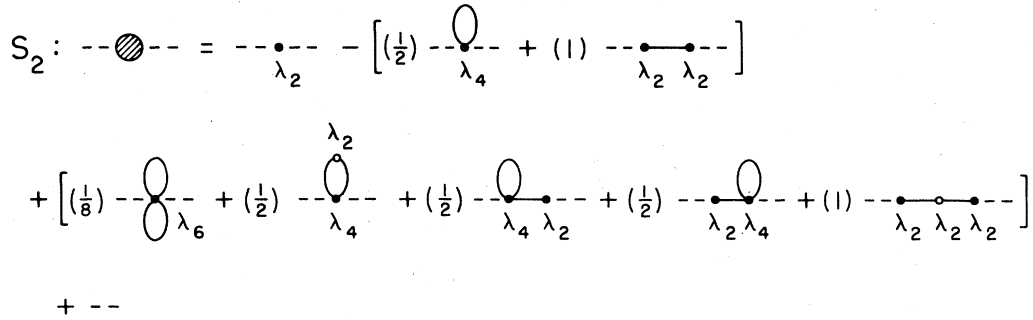 S₂: = λ₂ - [(1/2) λ₄ + (1) λ₂ λ₂]
λ₂
+ [(1/8) λ₆ + (1/2) λ₄ + (1/2) λ₄ λ₂ + (1/2) λ₂ λ₄ + (1) λ₂ λ₂ λ₂]
+ --